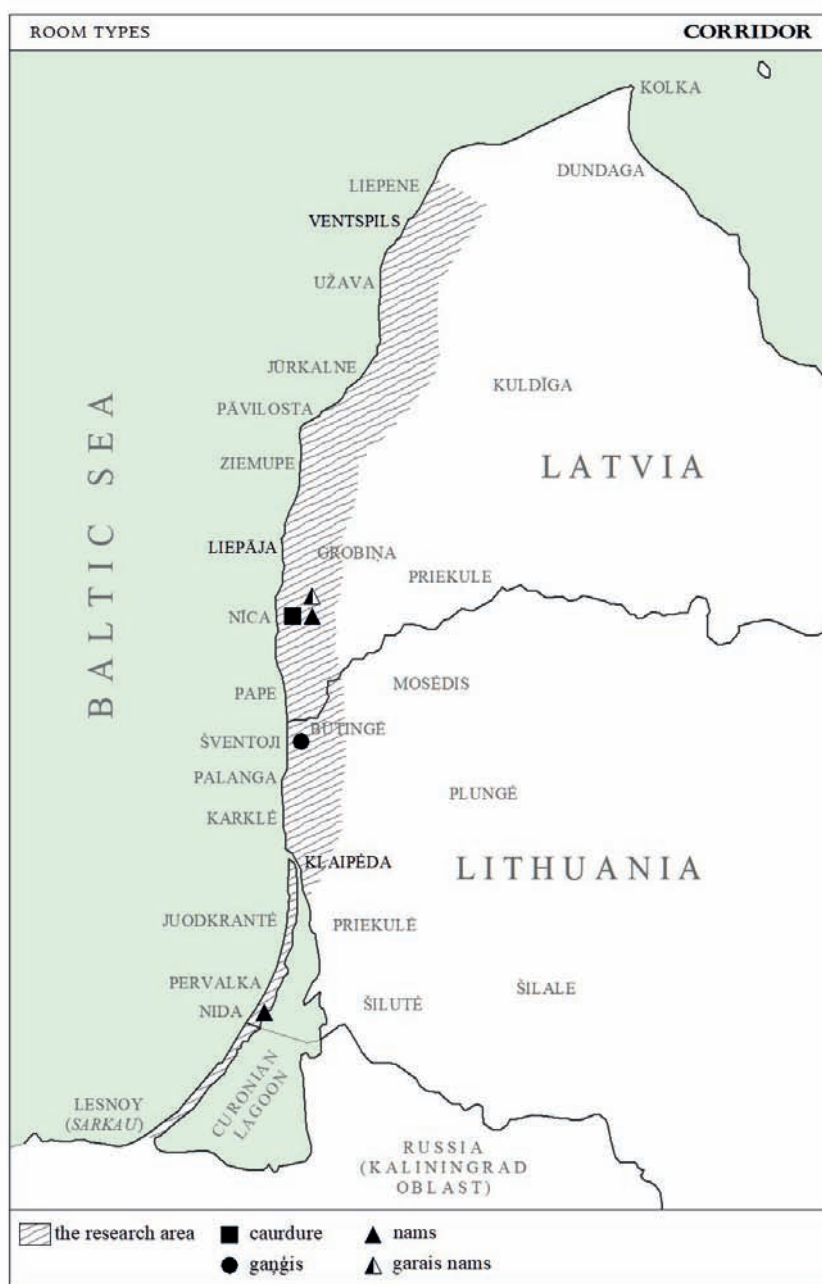 ROOM TYPES
CORRIDOR
KOLKA
DUNDAGA
LIEPENE
VENTSPILS
UŽAVA
JŪRKALNE
KULDĪGA
PĀVILOSTA
ZIEMUPE
LATVIA
BALTIC SEA
LIEPĀJA
GROBIŅA
PRIEKULE
NĪCA
MOSĖDIS
PAPE
BŪTINGĖ
ŠVENTOJI
PALANGA
PLUNGĖ
KARKLĖ
KLAIPĖDA
LITHUANIA
JUODKRANTĖ
PRIEKULĖ
PERVALKA
ŠILALE
NIDA
ŠILUTĖ
CURONIAN
LAGOON
LESNOY
(SARKAU)
RUSSIA
(KALININGRAD
OBLAST)
the research area
caurdure
nams
gaņģis
garais nams